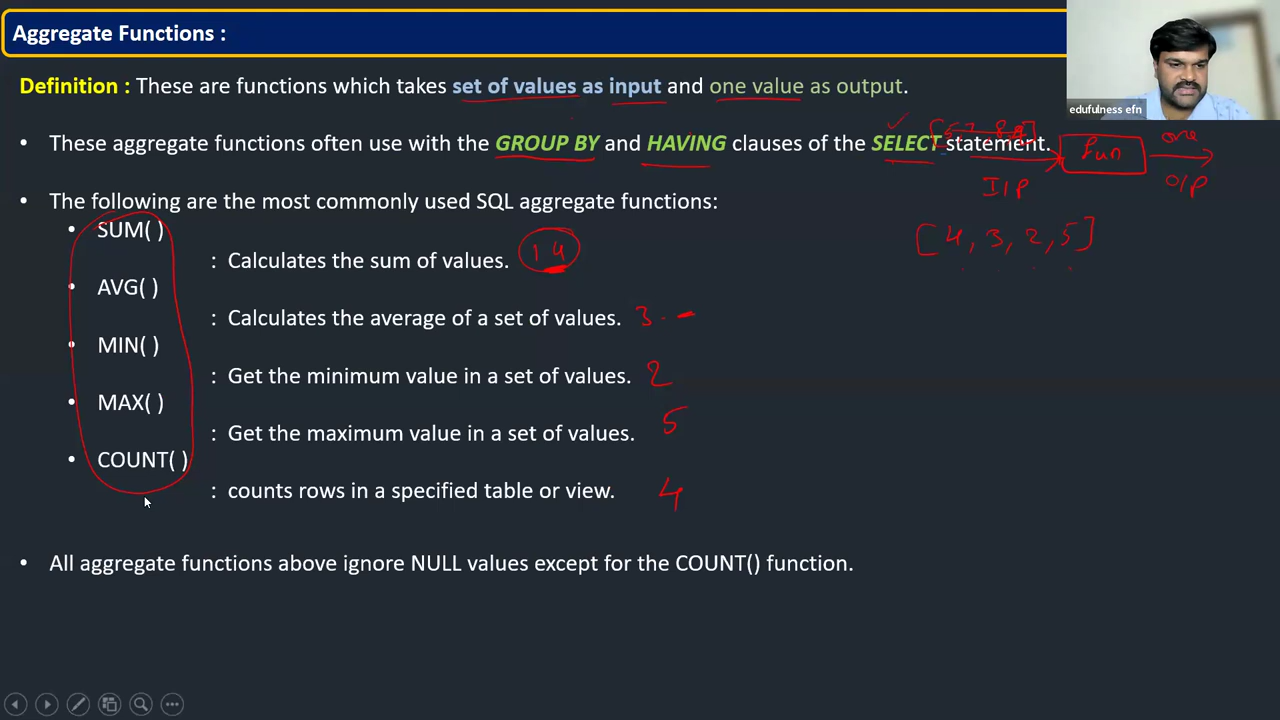 Aggregate Functions :
edufulness efn
Definition : These are functions which takes set of values as input and one value as output.
• These aggregate functions often use with the GROUP BY and HAVING clauses of the SELECT statement.
fun
one
I/p
O/p
[4, 3, 2, 5]
• The following are the most commonly used SQL aggregate functions:
• SUM( )
: Calculates the sum of values. 14
• AVG( )
: Calculates the average of a set of values. 3. -
• MIN( )
: Get the minimum value in a set of values. 2
• MAX( )
: Get the maximum value in a set of values. 5
• COUNT( )
: counts rows in a specified table or view. 4
• All aggregate functions above ignore NULL values except for the COUNT() function.